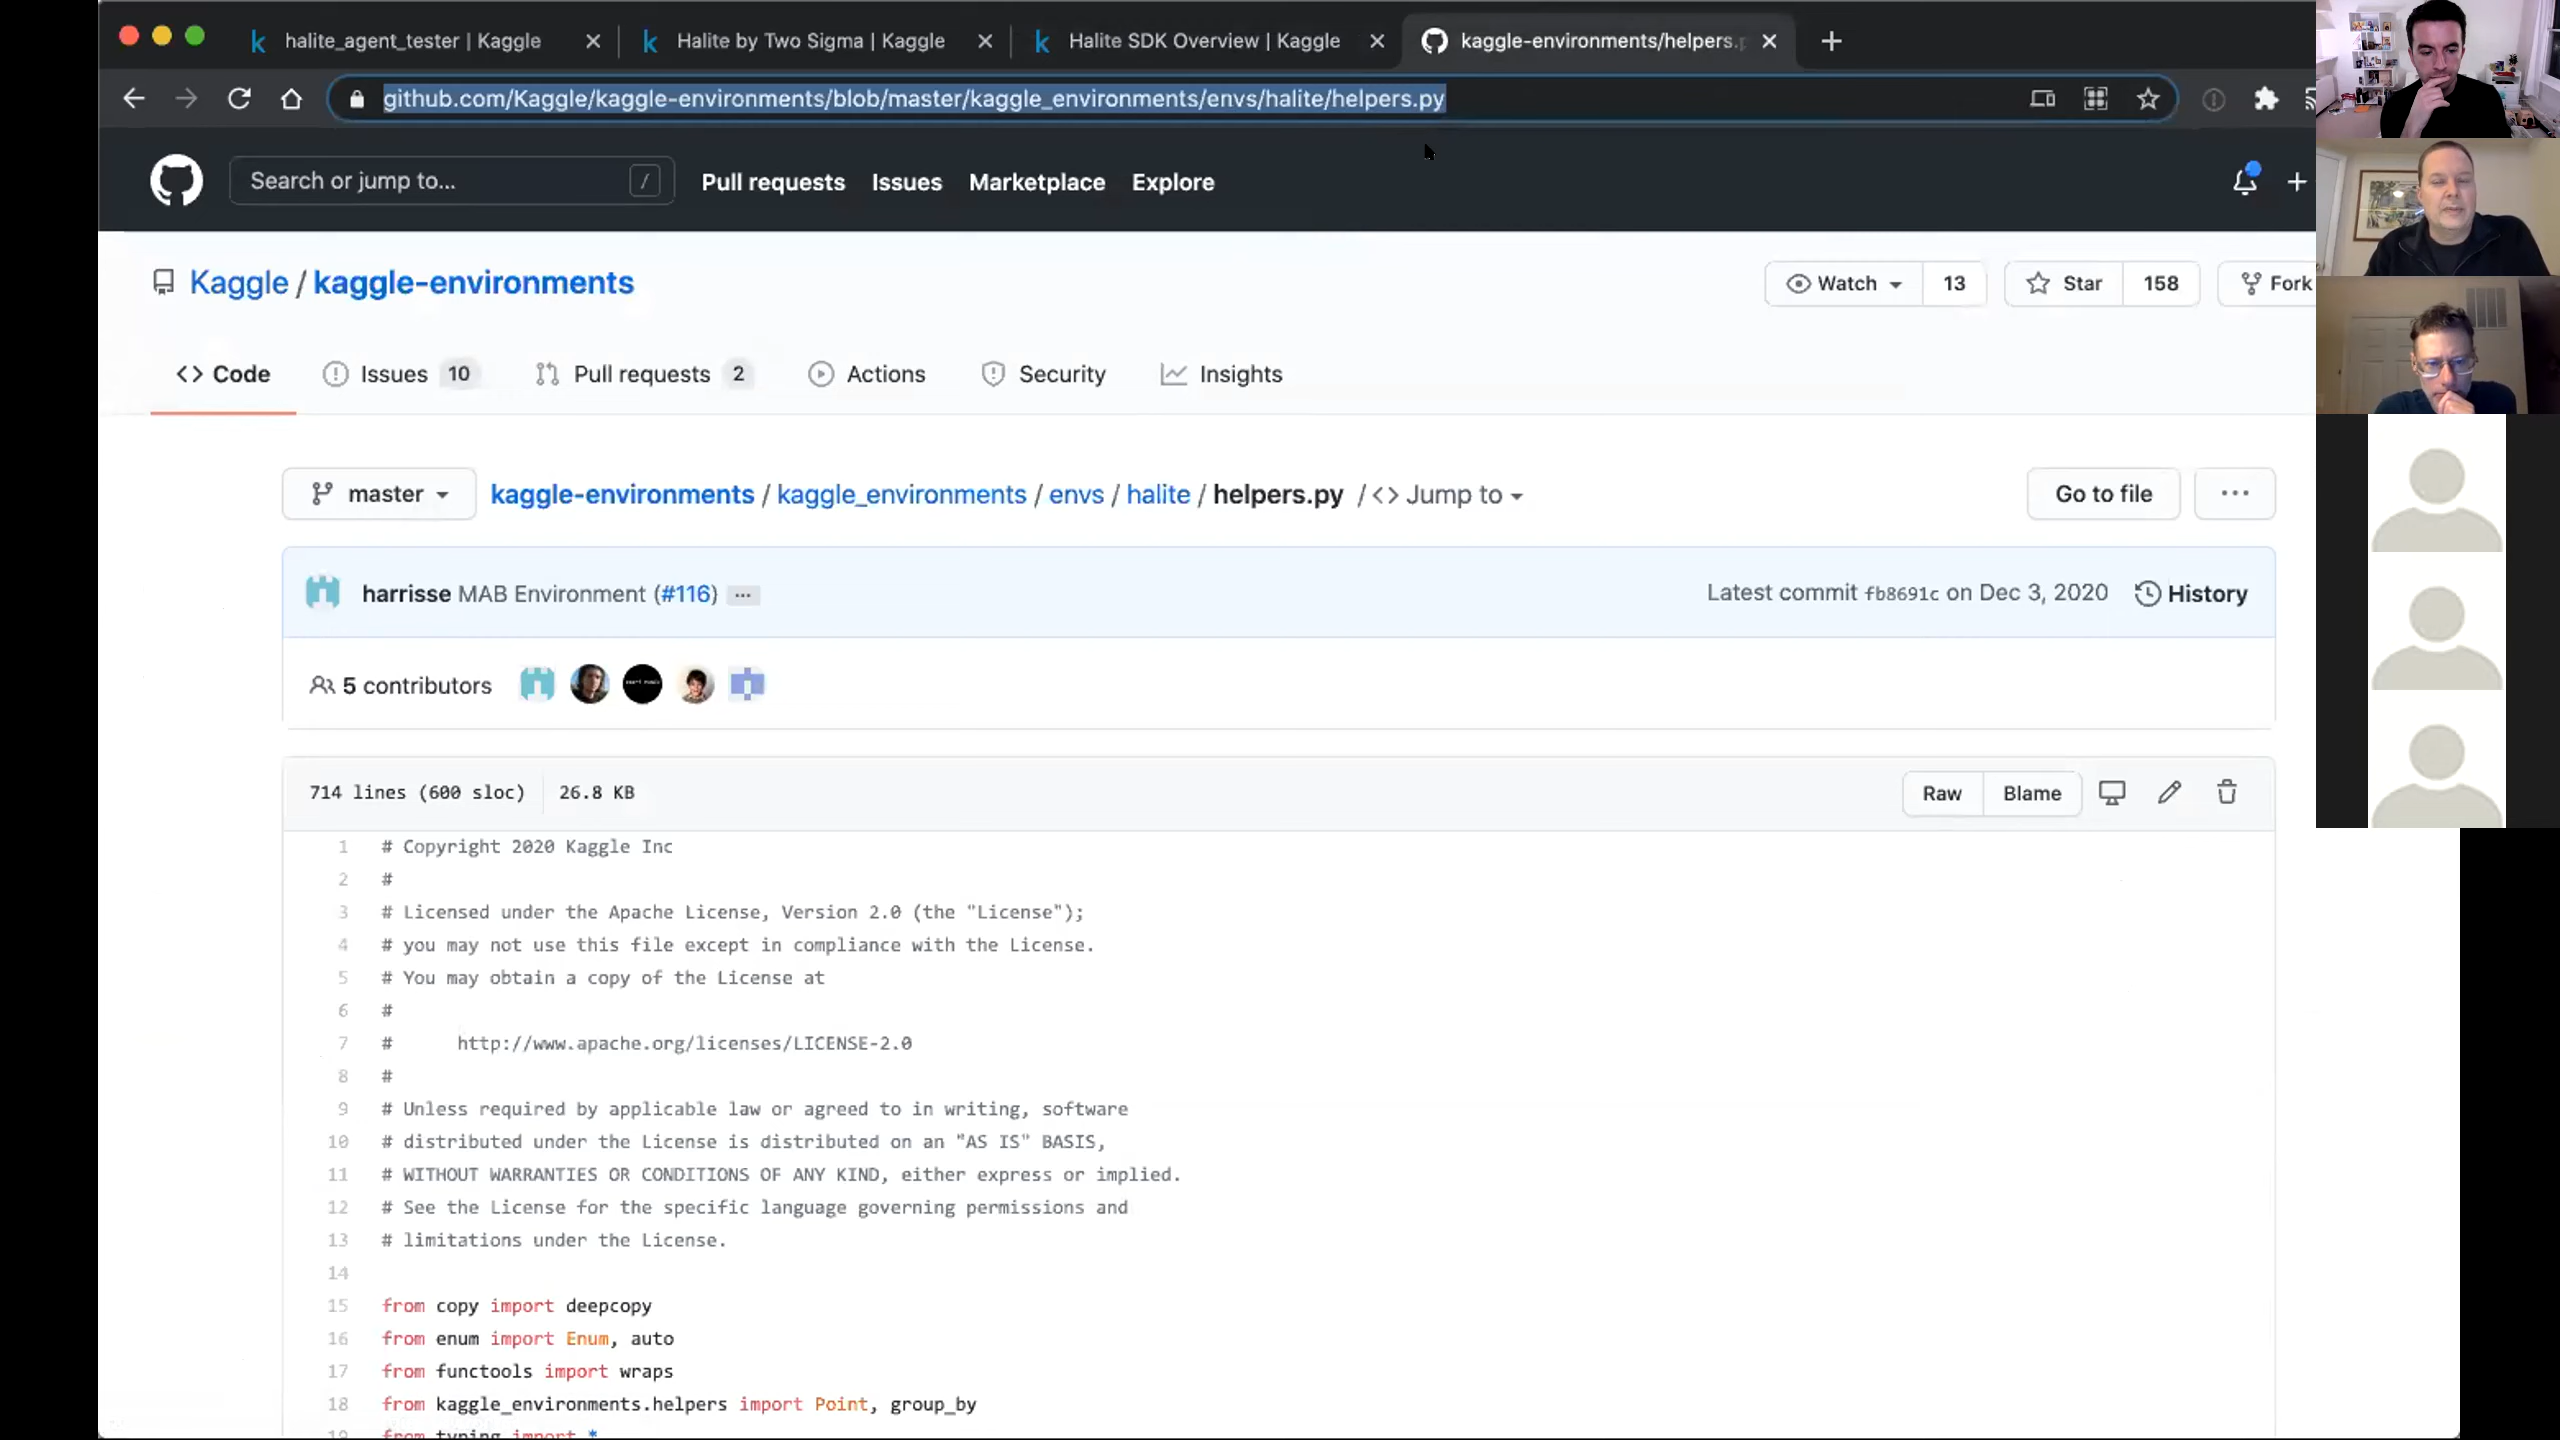 halite_agent_tester | Kaggle
Halite by Two Sigma | Kaggle
Halite SDK Overview | Kaggle
kaggle-environments/helpers.p
github.com/Kaggle/kaggle-environments/blob/master/kaggle_environments/envs/halite/helpers.py
Search or jump to... /
Pull requests Issues Marketplace Explore
Kaggle / kaggle-environments
Watch 13 Star 158 Fork
Code Issues 10 Pull requests 2 Actions Security Insights
master kaggle-environments / kaggle_environments / envs / halite / helpers.py / <> Jump to
Go to file ...
harrisse MAB Environment (#116) ...
Latest commit fb8691c on Dec 3, 2020 History
5 contributors
714 lines (600 sloc) 26.8 KB
Raw Blame
1 # Copyright 2020 Kaggle Inc
2 #
3 # Licensed under the Apache License, Version 2.0 (the "License");
4 # you may not use this file except in compliance with the License.
5 # You may obtain a copy of the License at
6 #
7 # http://www.apache.org/licenses/LICENSE-2.0
8 #
9 # Unless required by applicable law or agreed to in writing, software
10 # distributed under the License is distributed on an "AS IS" BASIS,
11 # WITHOUT WARRANTIES OR CONDITIONS OF ANY KIND, either express or implied.
12 # See the License for the specific language governing permissions and
13 # limitations under the License.
14
15 from copy import deepcopy
16 from enum import Enum, auto
17 from functools import wraps
18 from kaggle_environments.helpers import Point, group_by
19 from typing import *